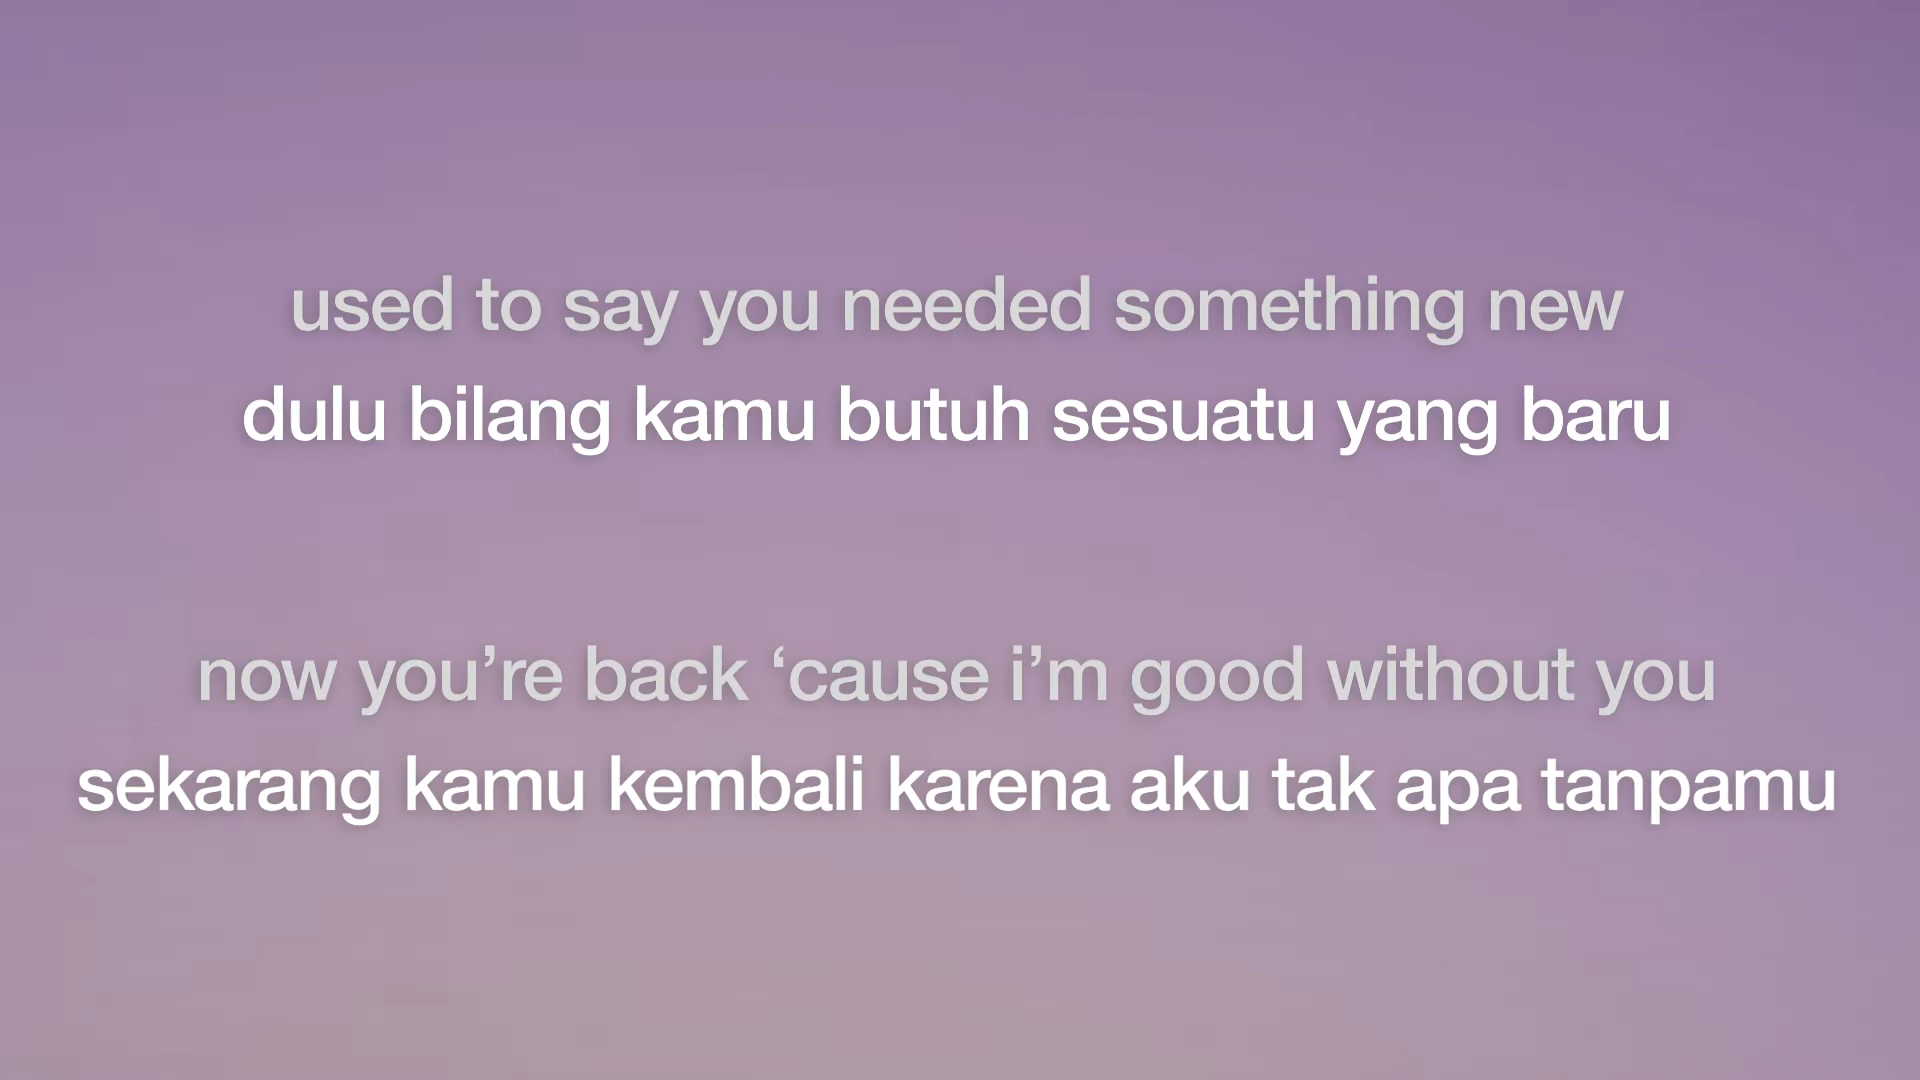 used to say you needed something new
dulu bilang kamu butuh sesuatu yang baru
now you’re back ‘cause i’m good without you
sekarang kamu kembali karena aku tak apa tanpamu